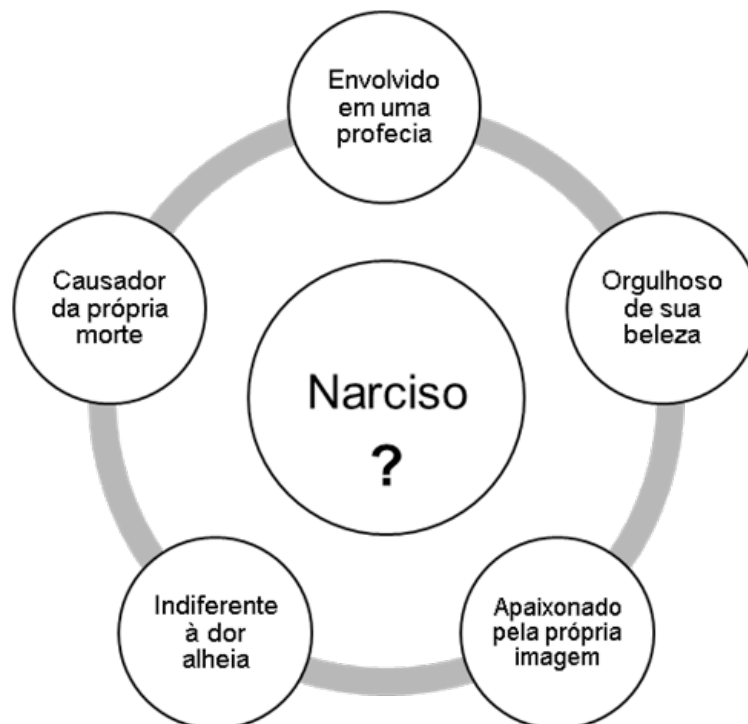 Envolvido
em uma
profecia
Orgulhoso
de sua
beleza
Apaixonado
pela própria
imagem
Indiferente
à dor
alheia
Causador
da própria
morte
Narciso
?